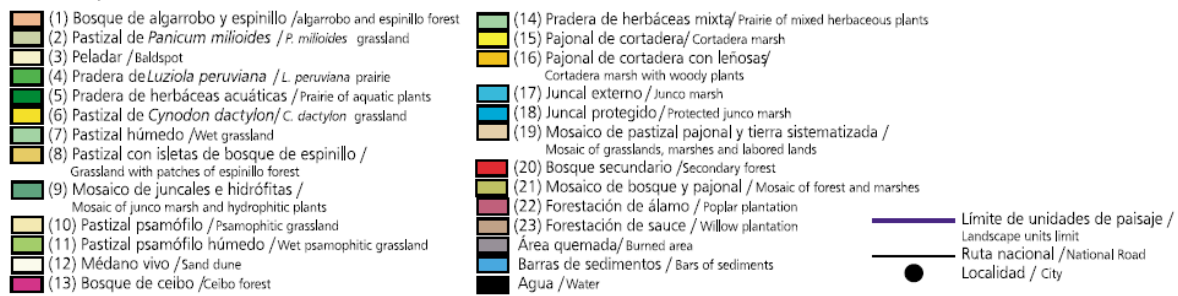 (1) Bosque de algarrobo y espinillo /algarrobo and espinillo forest
(2) Pastizal de Panicum milioides / P. milioides grassland
(3) Peladar /Baldspot
(4) Pradera de Luziola peruviana / L. peruviana prairie
(5) Pradera de herbáceas acuáticas / Prairie of aquatic plants
(6) Pastizal de Cynodon dactylon/ C. dactylon grassland
(7) Pastizal húmedo /Wet grassland
(8) Pastizal con isletas de bosque de espinillo /
Grassland with patches of espinillo forest
(9) Mosaico de juncales e hidrófitas /
Mosaic of junco marsh and hydrophitic plants
(10) Pastizal psamófilo / Psamophitic grassland
(11) Pastizal psamófilo húmedo / Wet psamophitic grassland
(12) Médano vivo /Sand dune
(13) Bosque de ceibo /Ceibo forest
(14) Pradera de herbáceas mixta/ Prairie of mixed herbaceous plants
(15) Pajonal de cortadera/ Cortadera marsh
(16) Pajonal de cortadera con leñosas/
Cortadera marsh with woody plants
(17) Juncal externo / Junco marsh
(18) Juncal protegido / Protected junco marsh
(19) Mosaico de pastizal pajonal y tierra sistematizada /
Mosaic of grasslands, marshes and labored lands
(20) Bosque secundario /Secondary forest
(21) Mosaico de bosque y pajonal / Mosaic of forest and marshes
(22) Forestación de álamo / Poplar plantation
(23) Forestación de sauce / Willow plantation
Área quemada/ Burned area
Barras de sedimentos / Bars of sediments
Agua /Water
Límite de unidades de paisaje /
Landscape units limit
Ruta nacional /National Road
Localidad / City